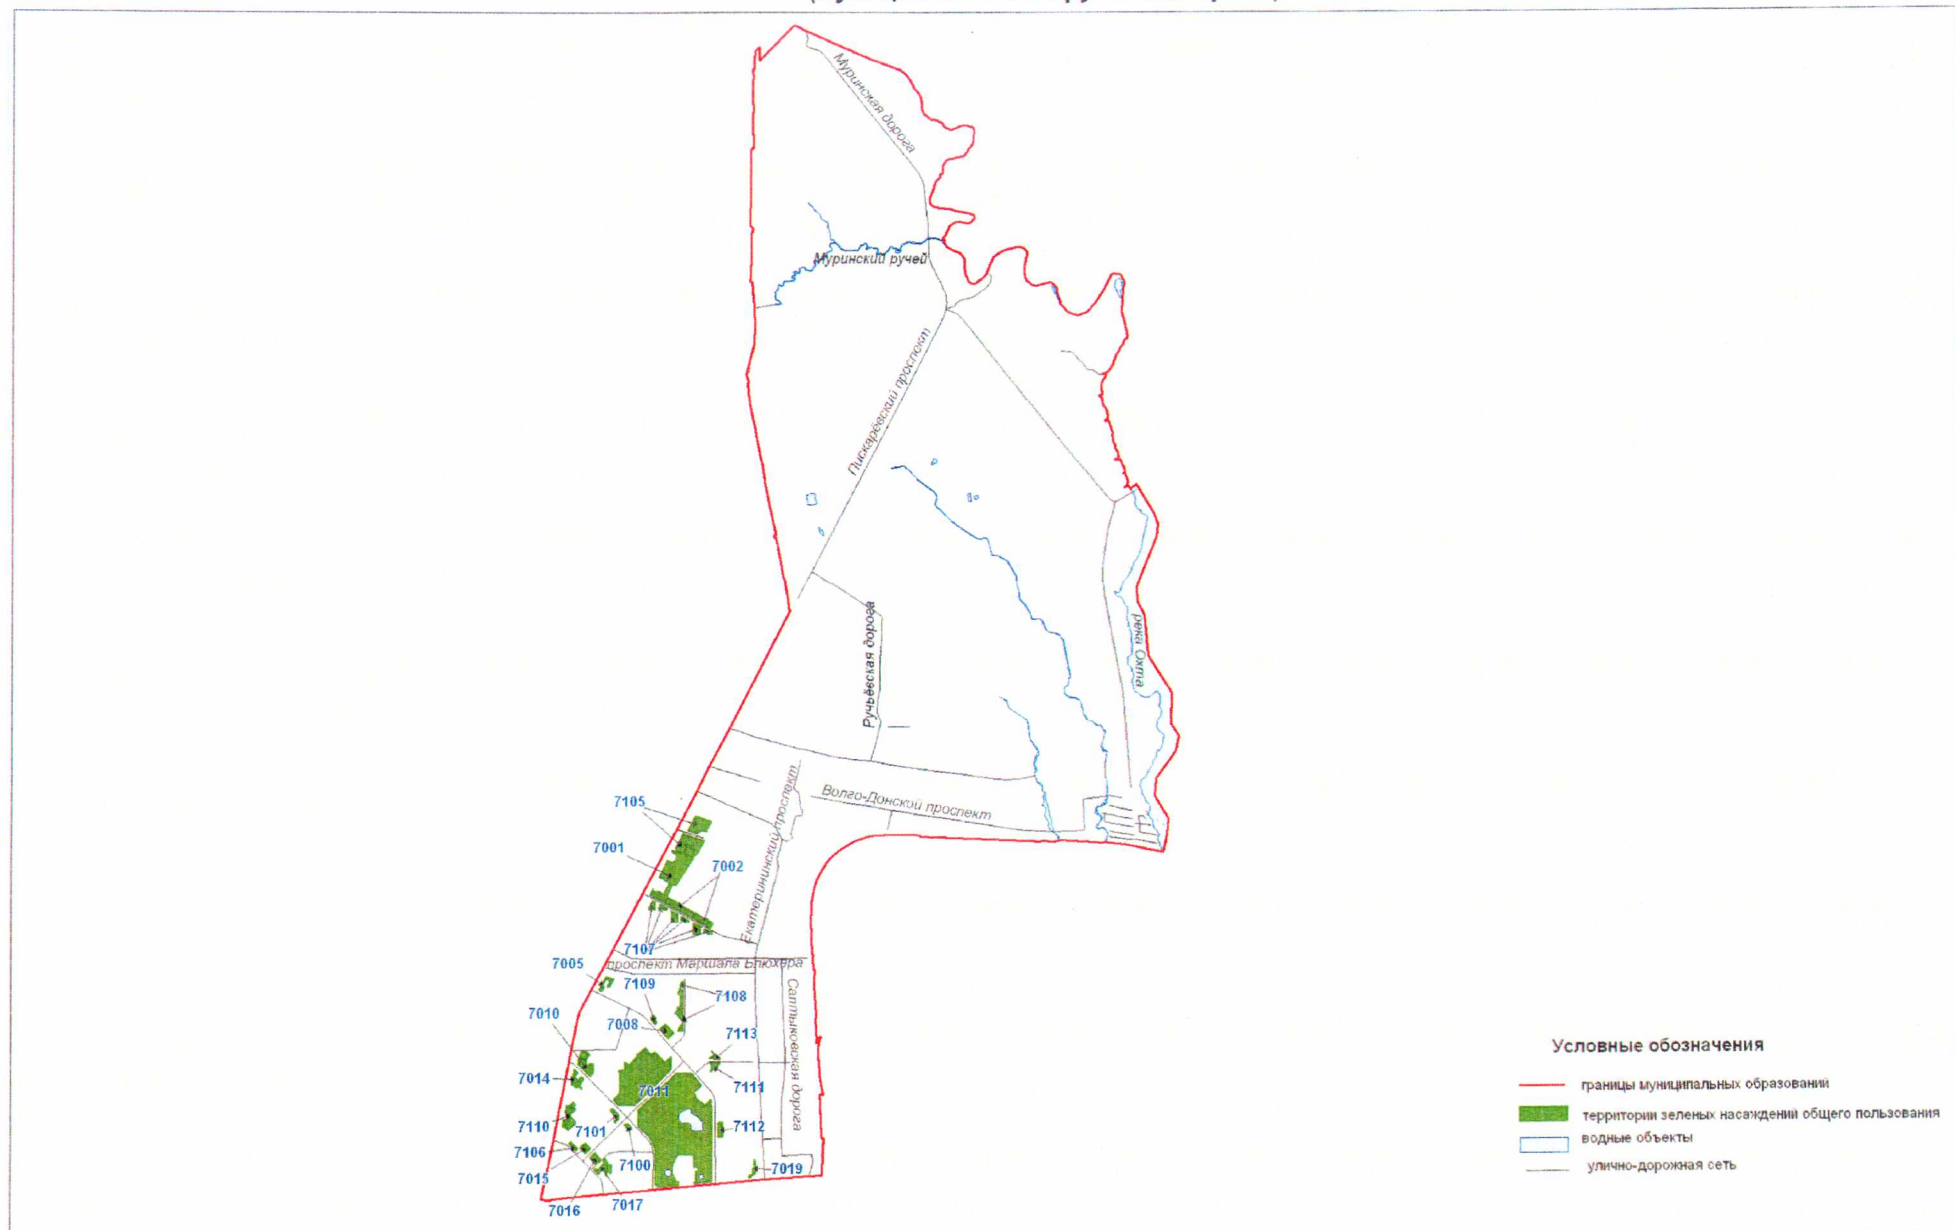 Муринская дорога
Муринский ручей
Пискарёвский проспект
Ручьёвская дорога
река Охта
Волго-Донской проспект
Екатерининский проспект
7105
7001
7002
7107
7005
проспект Маршала Блюхера
7109
7108
7010
7008
7113
Салтыковская дорога
7014
7011
7111
7110
7101
7112
7106
7100
7019
7015
7016
7017
Условные обозначения
границы муниципальных образований
территории зеленых насаждений общего пользования
водные объекты
улично-дорожная сеть